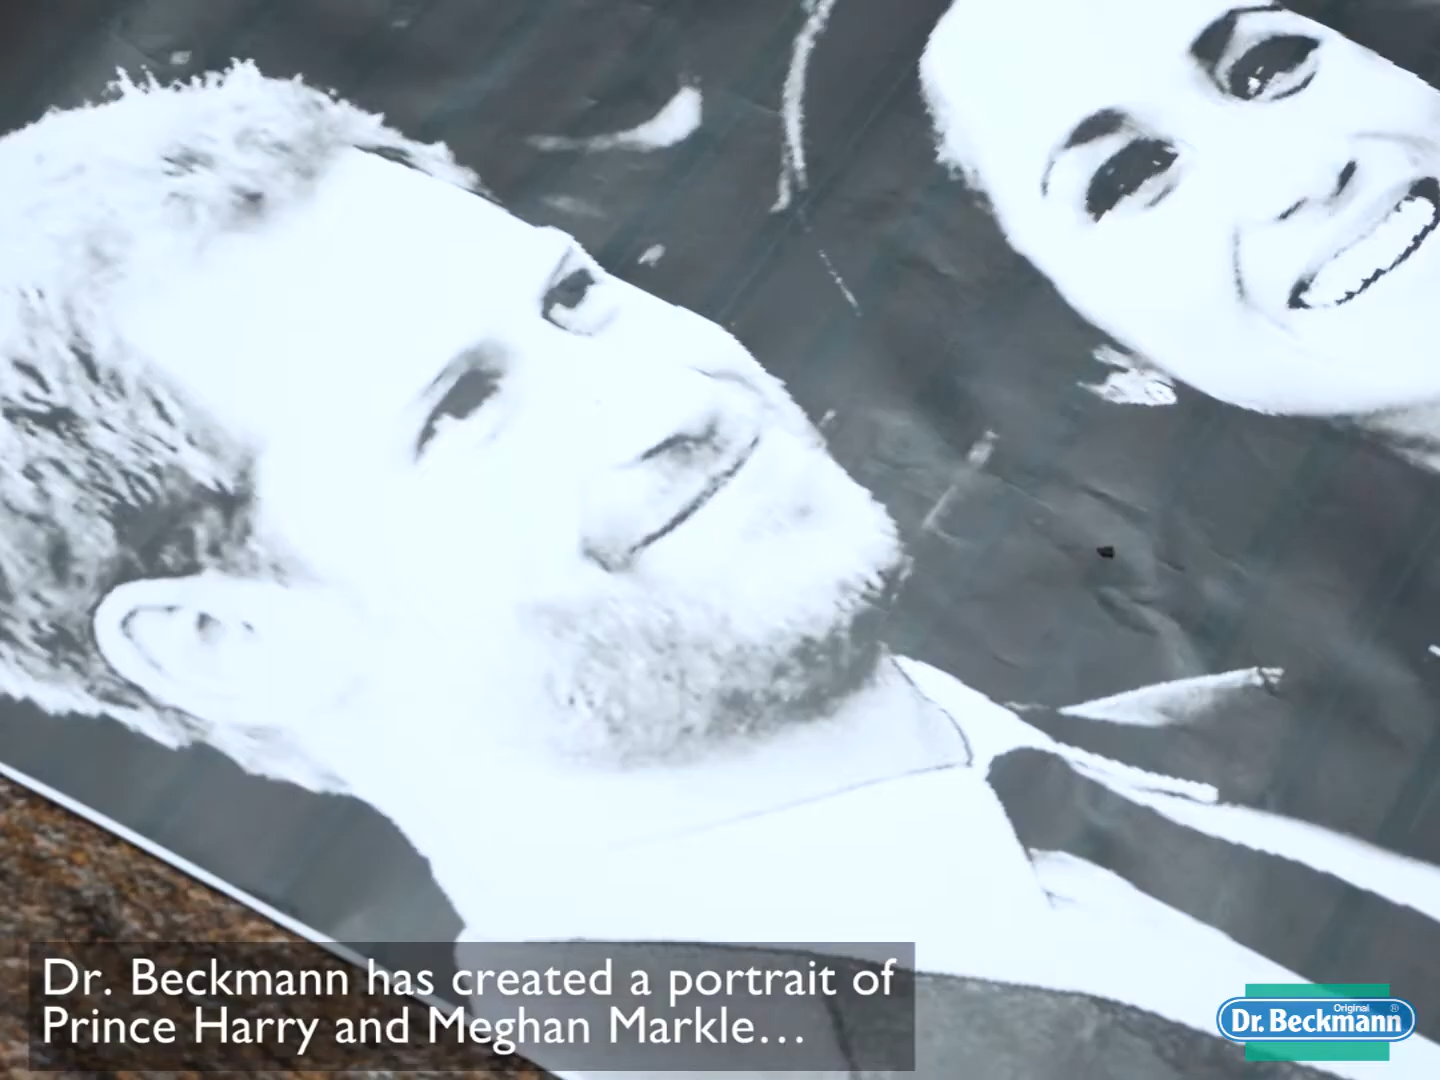 Dr. Beckmann has created a portrait of
Prince Harry and Meghan Markle...
Original ®
Dr. Beckmann